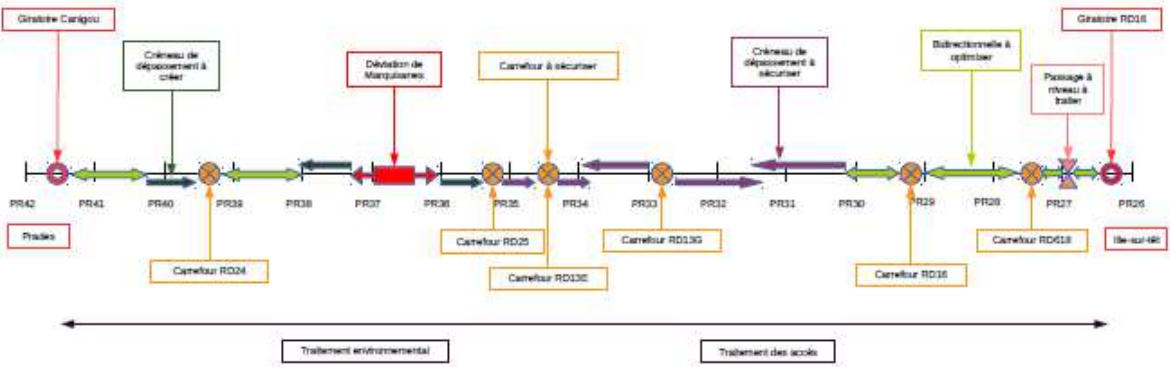 Giratoire Canigou
Giratoire RD16
Créneau de
dépassement à
créer
Déviation de
Marquixanes
Carrefour à sécuriser
Créneau de
dépassement à
sécuriser
Bidirectionnelle à
optimiser
Passage à
niveau à
traiter
PR42
PR41
PR40
PR39
PR38
PR37
PR36
PR35
PR34
PR33
PR32
PR31
PR30
PR29
PR28
PR27
PR26
Prades
Carrefour RD24
Carrefour RD25
Carrefour RD13E
Carrefour RD13G
Carrefour RD16
Carrefour RD618
Ille-sur-têt
Traitement environnemental
Traitement des accès